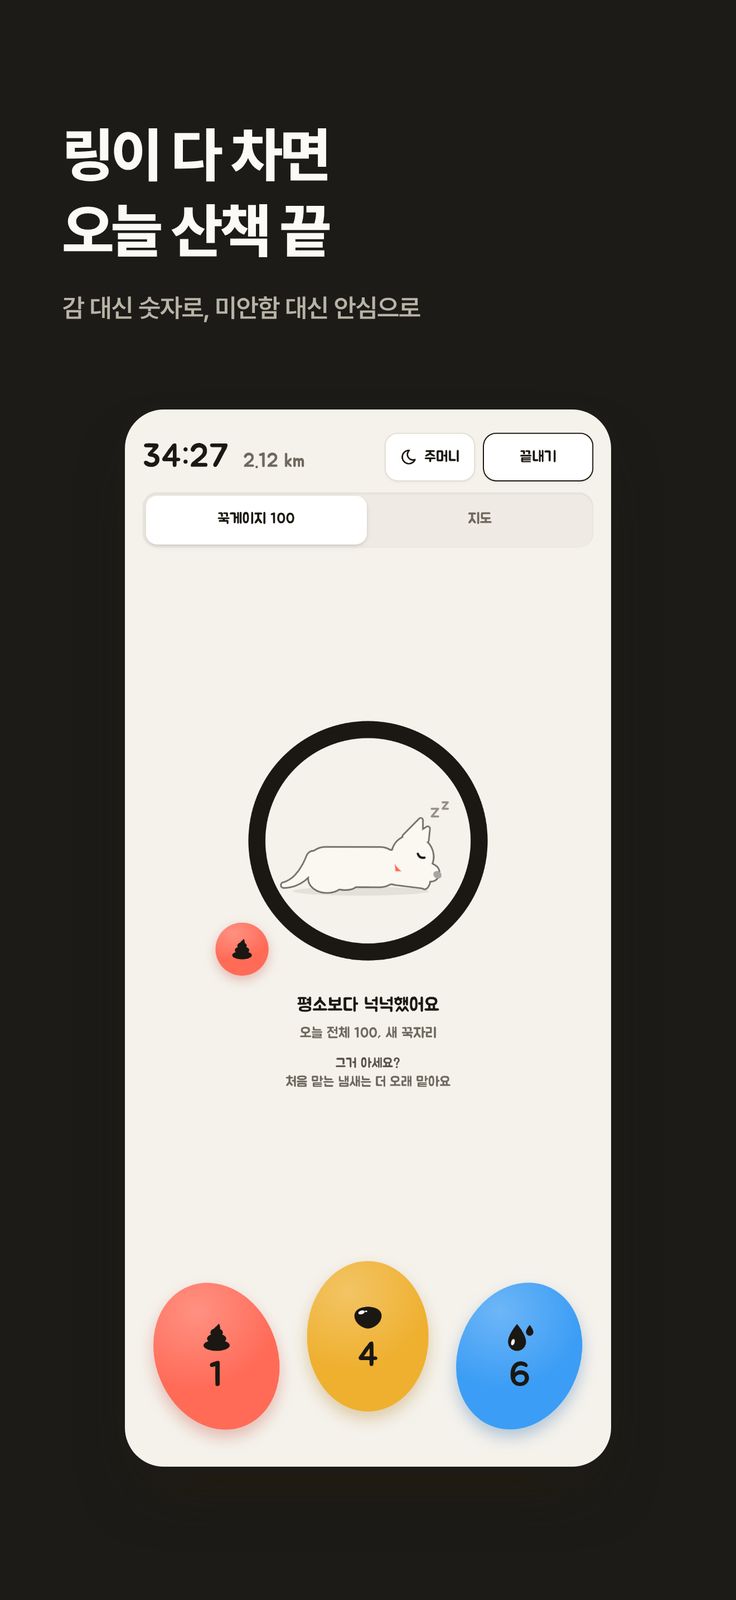 링이 다 차면
오늘 산책 끝
감 대신 숫자로, 미안함 대신 안심으로
34:27 2.12 km 주머니 끝내기
꾹게이지 100 지도
z z
평소보다 넉넉했어요
오늘 전체 100, 새 꾹자리
그거 아세요?
처음 맡는 냄새는 더 오래 맡아요
1 4 6